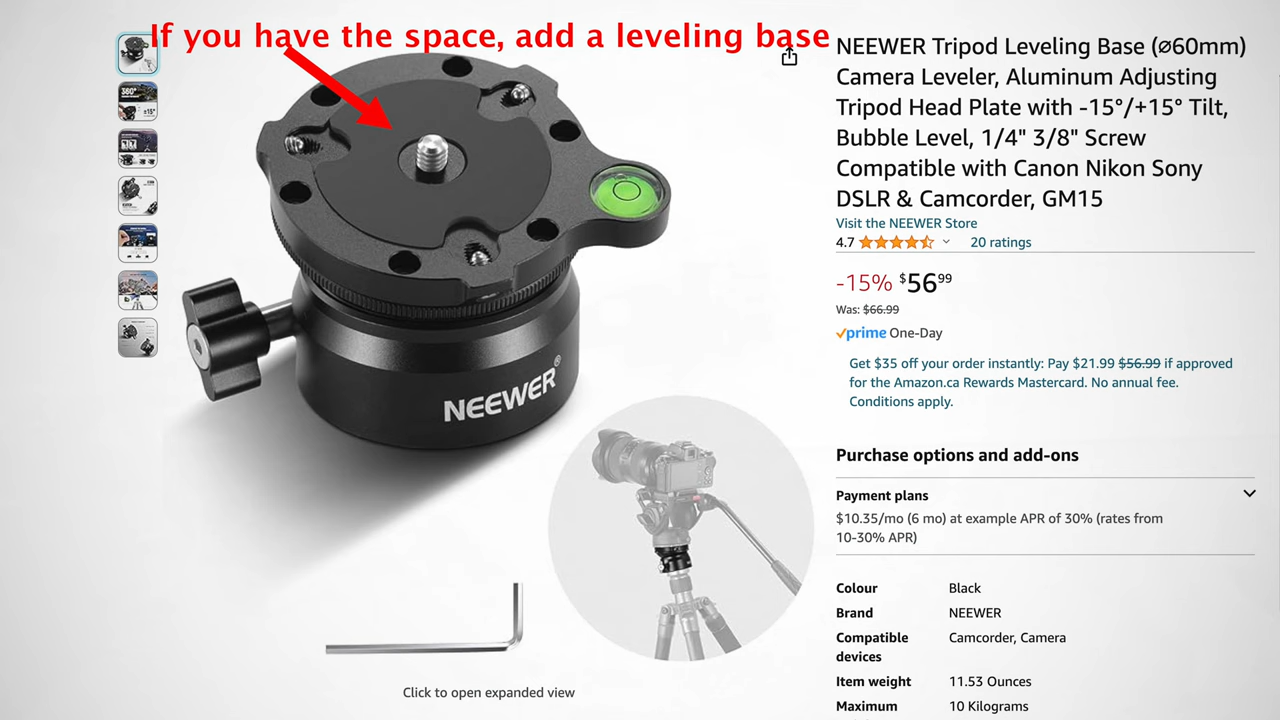 If you have the space, add a leveling base
NEEWER Tripod Leveling Base (ø60mm)
Camera Leveler, Aluminum Adjusting
Tripod Head Plate with -15°/+15° Tilt,
Bubble Level, 1/4" 3/8" Screw
Compatible with Canon Nikon Sony
DSLR & Camcorder, GM15
Visit the NEEWER Store
4.7 20 ratings
-15% $56 99
Was: $66.99
prime One-Day
Get $35 off your order instantly: Pay $21.99 $56.99 if approved
for the Amazon.ca Rewards Mastercard. No annual fee.
Conditions apply.
Purchase options and add-ons
Payment plans
$10.35/mo (6 mo) at example APR of 30% (rates from
10-30% APR)
Colour Black
Brand NEEWER
Compatible Camcorder, Camera
devices
Item weight 11.53 Ounces
Maximum 10 Kilograms
NEEWER®
360°
Click to open expanded view